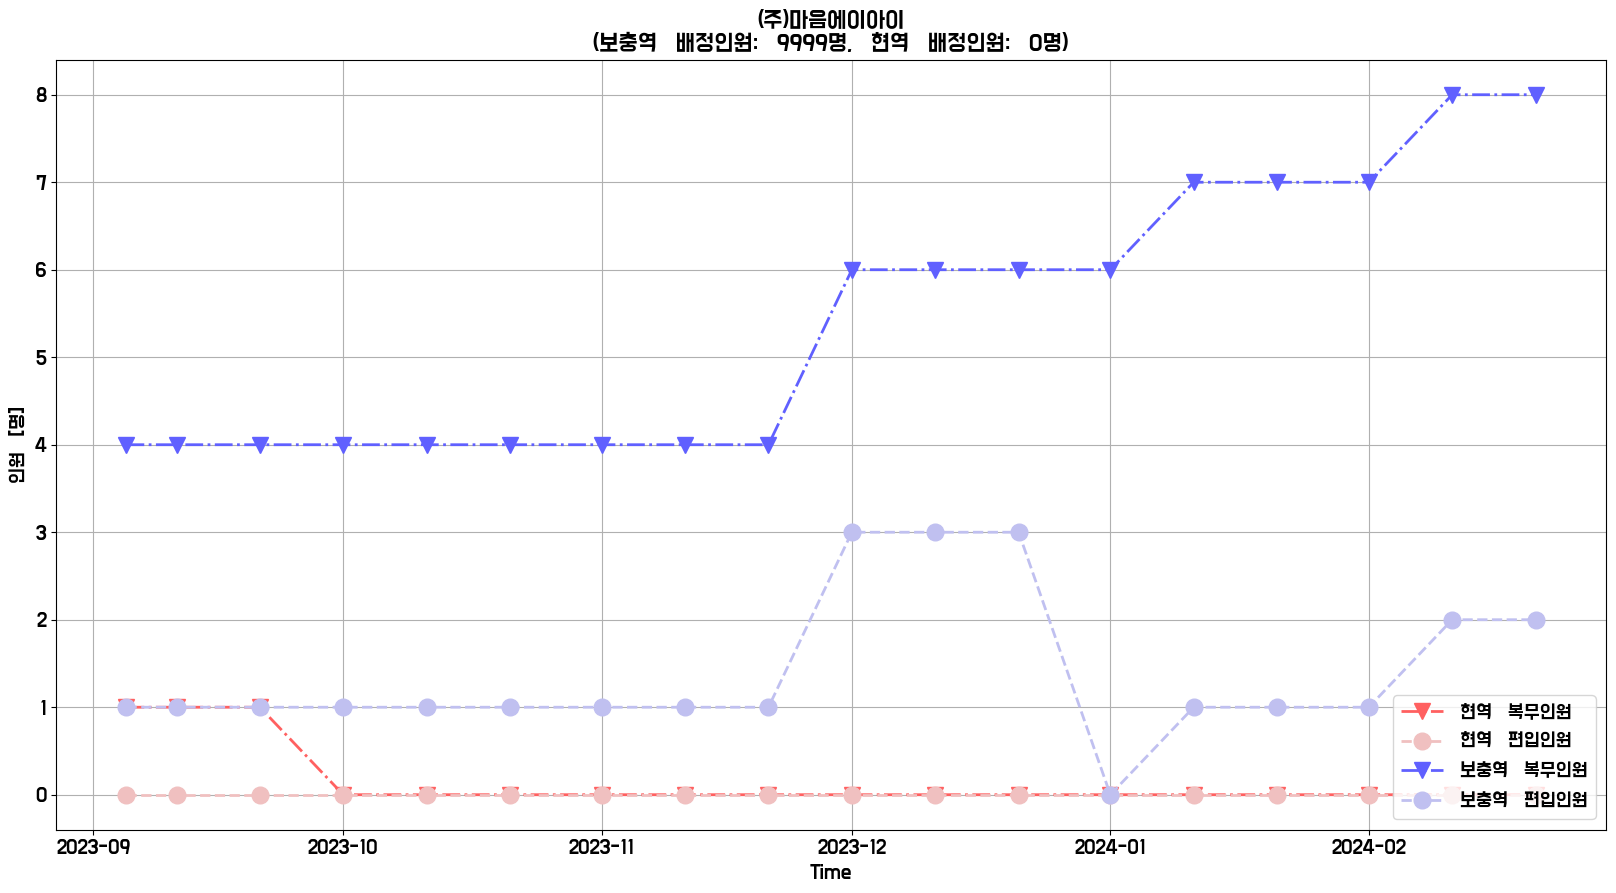 (주)마음에이아이
(보충역 배정인원: 9999명, 현역 배정인원: 0명)
인원 [명]
8
7
6
5
4
3
2
1
0
현역 복무인원
현역 편입인원
보충역 복무인원
보충역 편입인원
2023-09 2023-10 2023-11 2023-12 2024-01 2024-02
Time